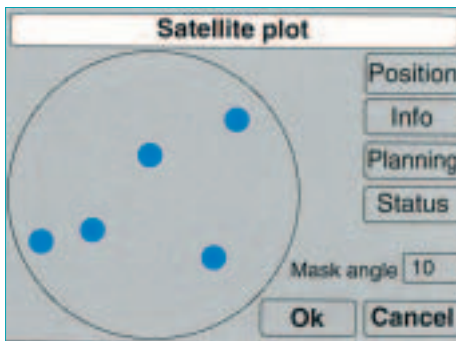 Satellite plot
Position
Info
Planning
Status
Mask angle 10
Ok Cancel